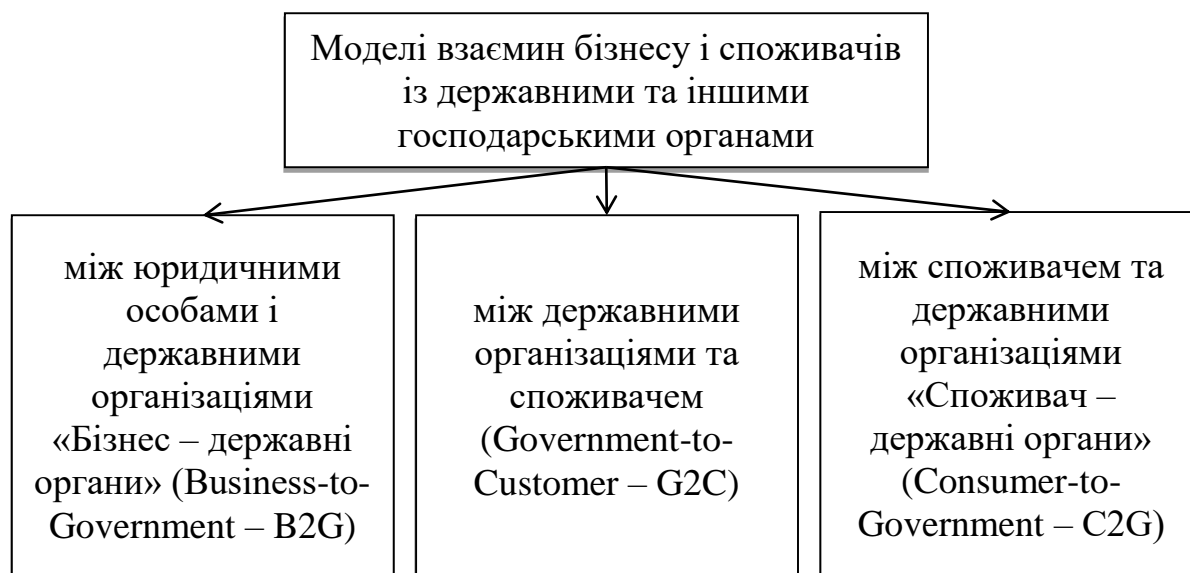 Моделі взаємин бізнесу і споживачів
із державними та іншими
господарськими органами
між юридичними
особами і
державними
організаціями
«Бізнес – державні
органи» (Business-to-
Government – B2G)
між державними
організаціями та
споживачем
(Government-to-
Customer – G2C)
між споживачем та
державними
організаціями
«Споживач –
державні органи»
(Consumer-to-
Government – C2G)